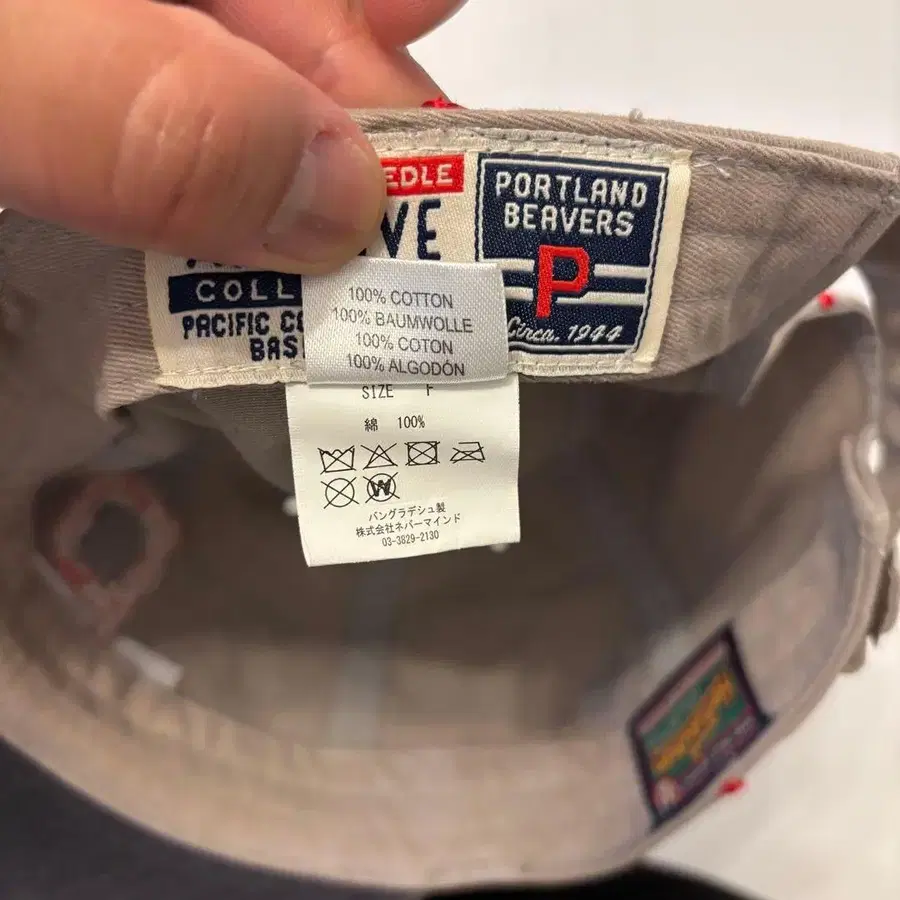 EDLE
VE
COLL
PACIFIC C
BAS
PORTLAND
BEAVERS
P
Circa. 1944
100% COTTON
100% BAUMWOLLE
100% COTON
100% ALGODÓN
SIZE F
綿 100%
W
バングラデシュ製
株式会社ネバーマインド
03-3829-2130